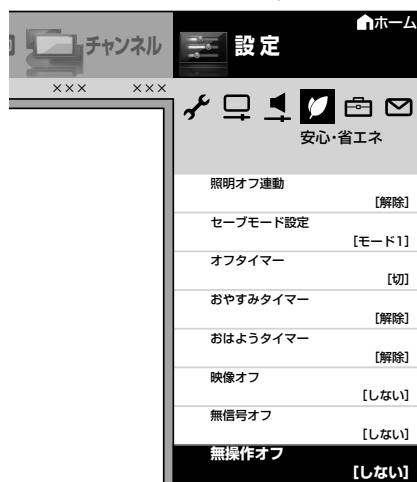 ホーム
チャンネル
設定
××× ×××
安心・省エネ
照明オフ連動
[解除]
セーブモード設定
[モード1]
オフタイマー
[切]
おやすみタイマー
[解除]
おはようタイマー
[解除]
映像オフ
[しない]
無信号オフ
[しない]
無操作オフ
[しない]